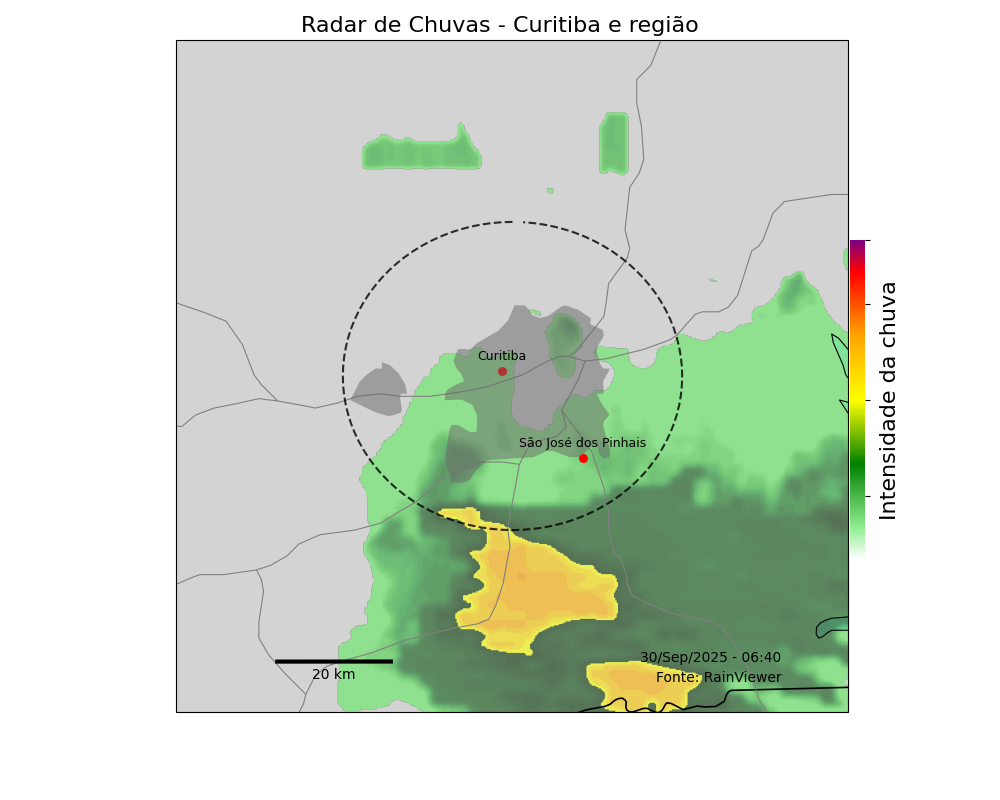 Radar de Chuvas - Curitiba e região
Curitiba
São José dos Pinhais
Intensidade da chuva
30/Sep/2025 - 06:40
20 km
Fonte: RainViewer